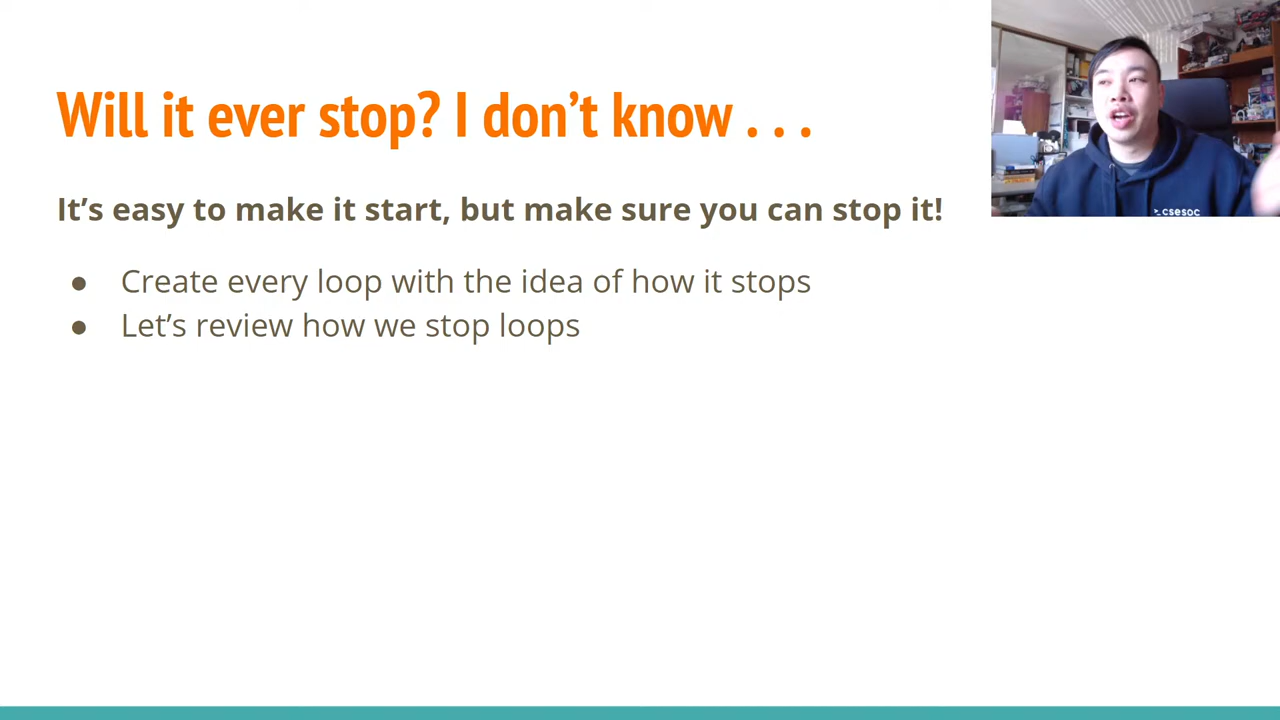 Will it ever stop? I don’t know . . .
It’s easy to make it start, but make sure you can stop it!
● Create every loop with the idea of how it stops
● Let’s review how we stop loops
>_csesoc